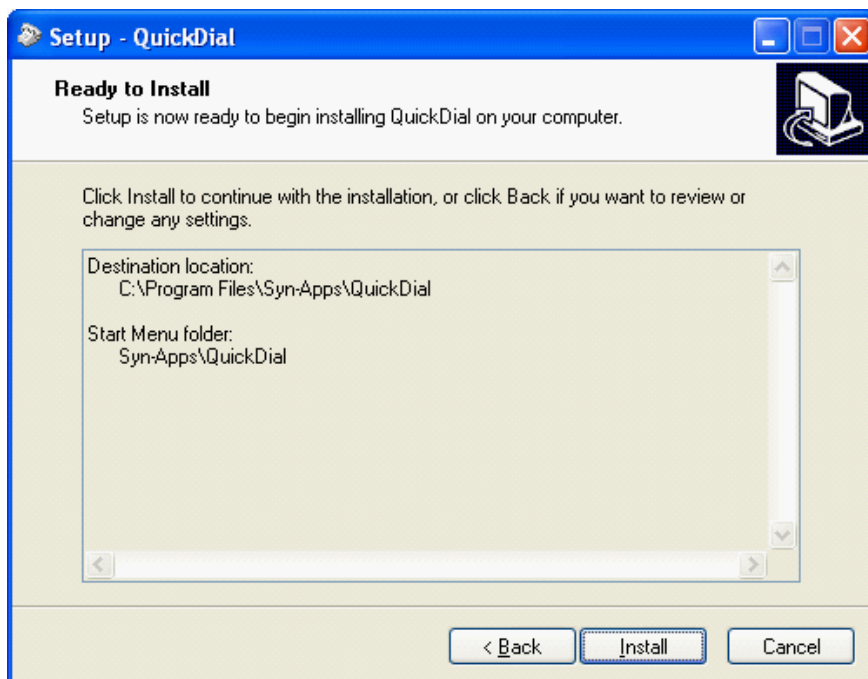 Setup - QuickDial
Ready to Install
Setup is now ready to begin installing QuickDial on your computer.
Click Install to continue with the installation, or click Back if you want to review or
change any settings.
Destination location:
C:\Program Files\Syn-Apps\QuickDial
Start Menu folder:
Syn-Apps\QuickDial
< Back
Install
Cancel